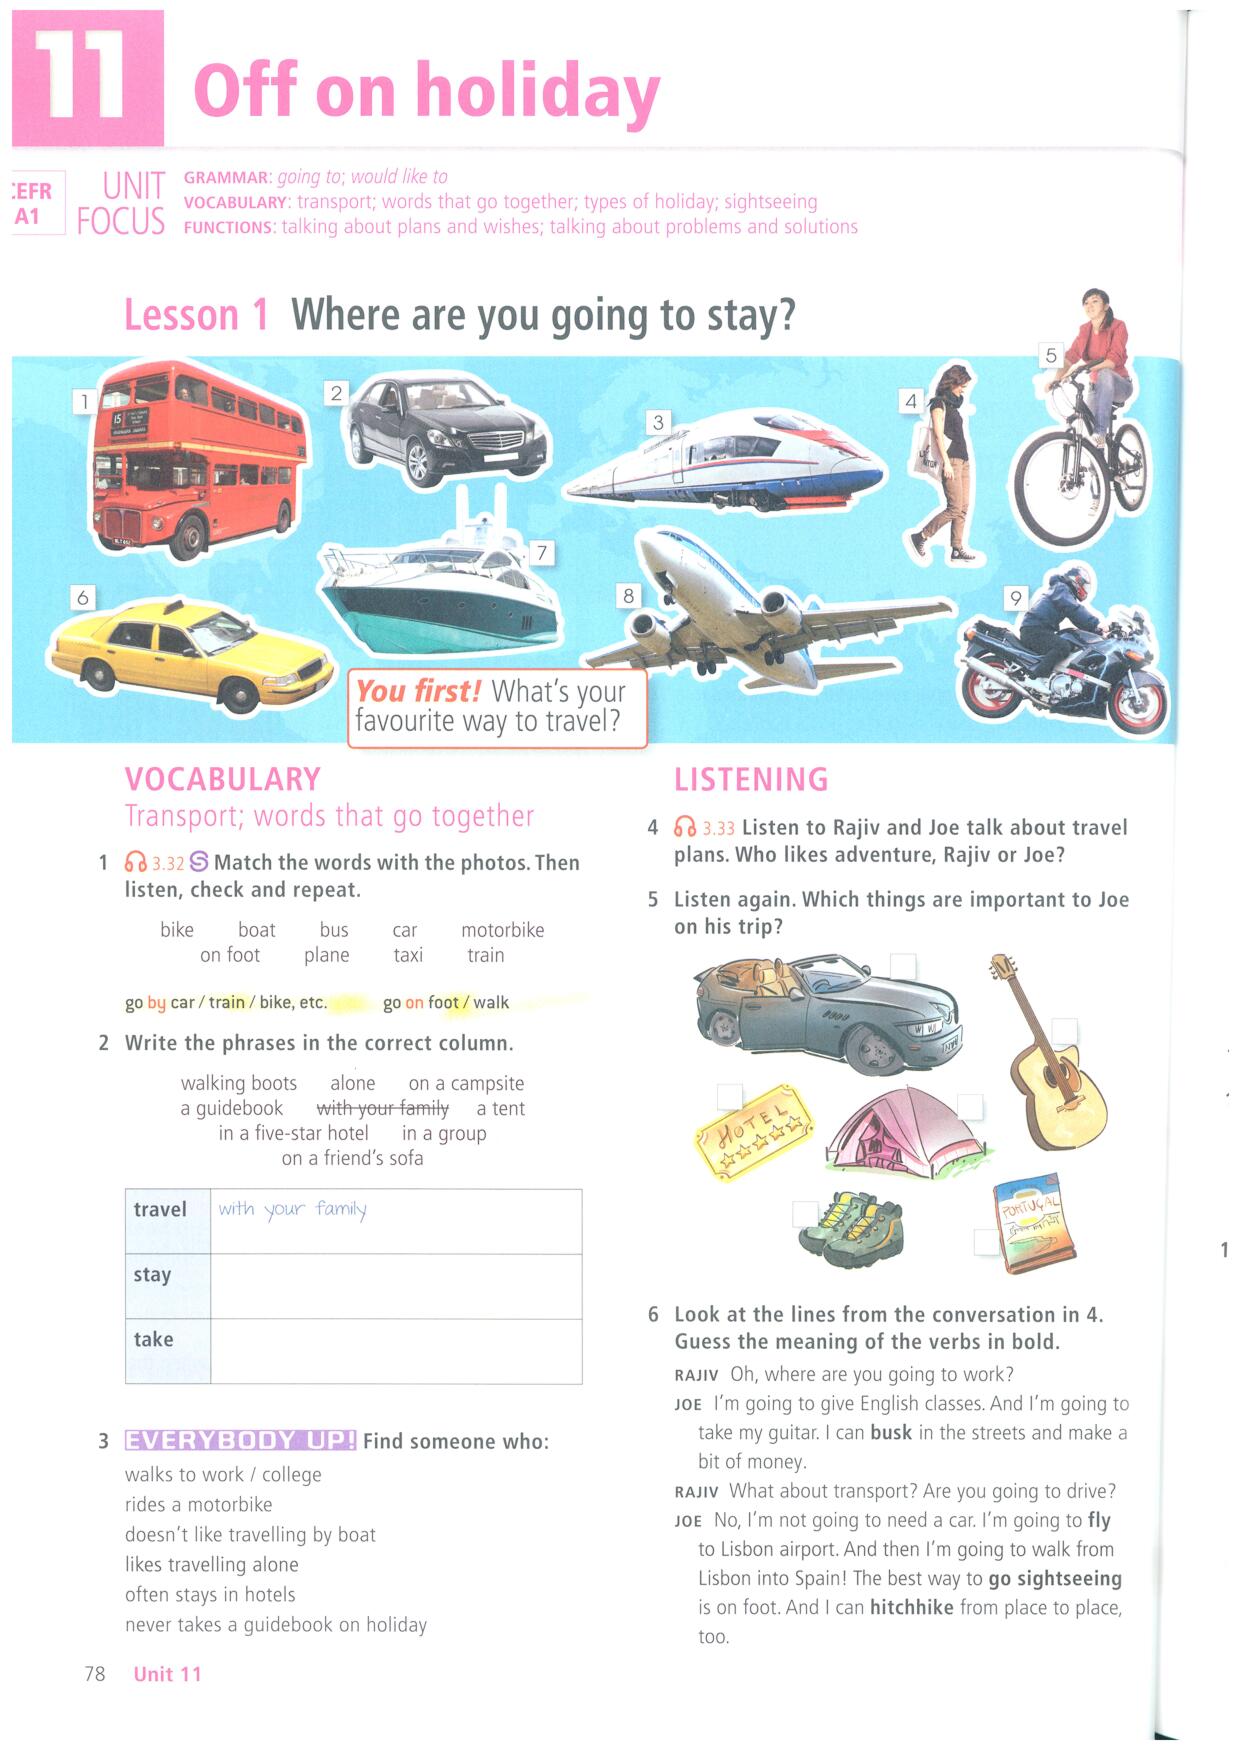 11
Off on holiday
CEFR
A1
UNIT
FOCUS
GRAMMAR: going to; would like to
VOCABULARY: transport; words that go together; types of holiday; sightseeing
FUNCTIONS: talking about plans and wishes; talking about problems and solutions
Lesson 1 Where are you going to stay?
1
2
3
4
5
6
7
8
9
15
You first! What's your
favourite way to travel?
VOCABULARY
Transport; words that go together
1 3.32 S Match the words with the photos. Then
listen, check and repeat.
bike boat bus car motorbike
on foot plane taxi train
go by car / train / bike, etc. go on foot / walk
2 Write the phrases in the correct column.
walking boots alone on a campsite
a guidebook with your family a tent
in a five-star hotel in a group
on a friend's sofa
travel with your family
stay
take
3 EVERYBODY UP! Find someone who:
walks to work / college
rides a motorbike
doesn't like travelling by boat
likes travelling alone
often stays in hotels
never takes a guidebook on holiday
78 Unit 11
LISTENING
4 3.33 Listen to Rajiv and Joe talk about travel
plans. Who likes adventure, Rajiv or Joe?
5 Listen again. Which things are important to Joe
on his trip?
HOTEL
PORTUGAL
6 Look at the lines from the conversation in 4.
Guess the meaning of the verbs in bold.
RAJIV Oh, where are you going to work?
JOE I'm going to give English classes. And I'm going to
take my guitar. I can busk in the streets and make a
bit of money.
RAJIV What about transport? Are you going to drive?
JOE No, I'm not going to need a car. I'm going to fly
to Lisbon airport. And then I'm going to walk from
Lisbon into Spain! The best way to go sightseeing
is on foot. And I can hitchhike from place to place,
too.
1